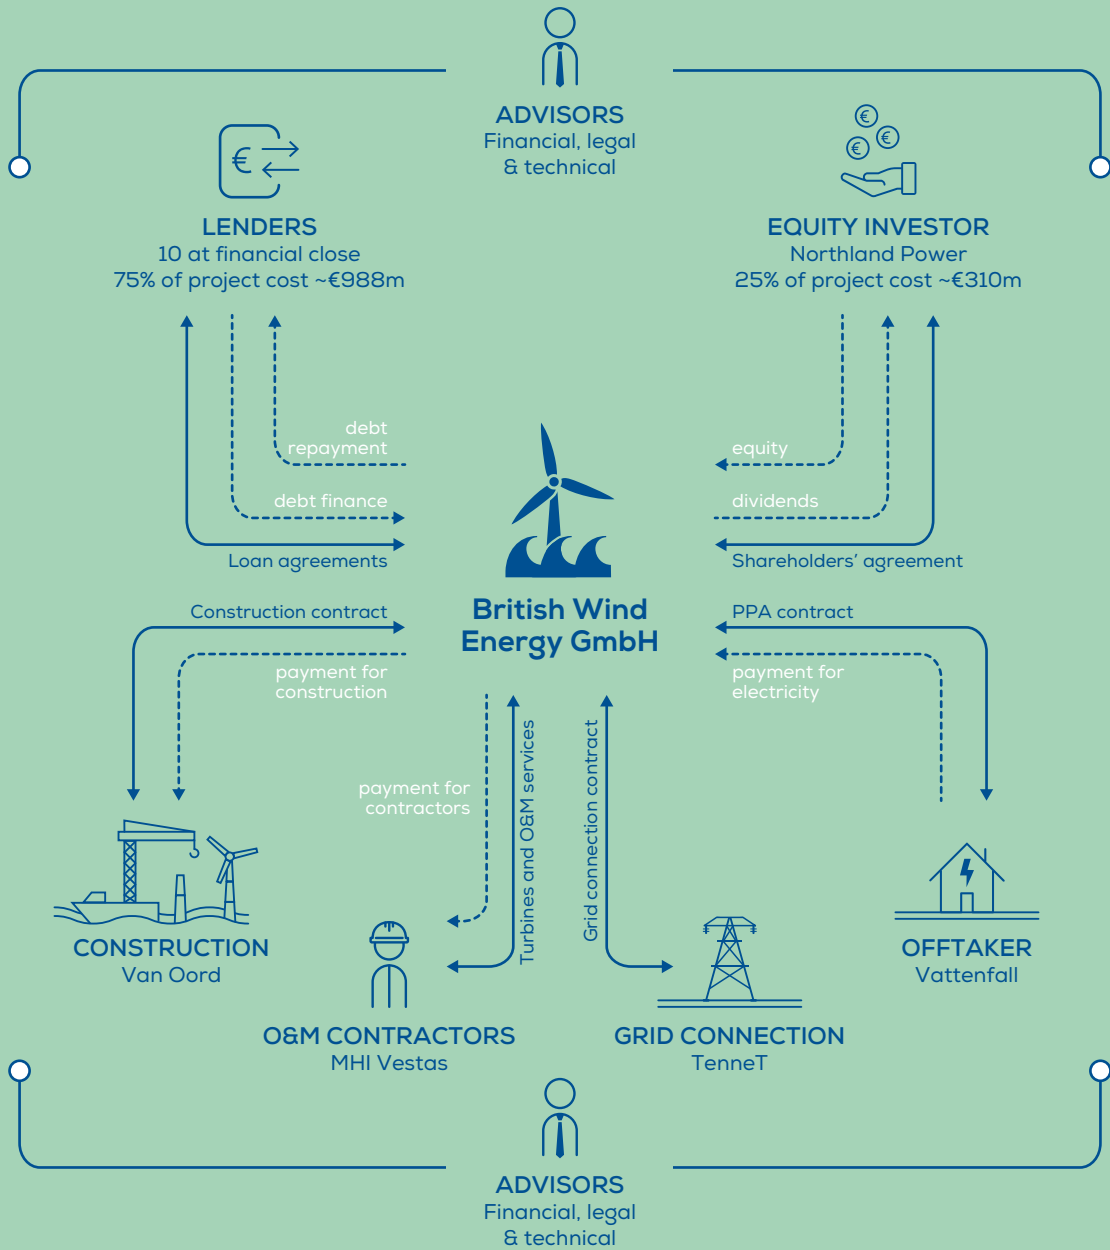 ADVISORS
Financial, legal
& technical
LENDERS
10 at financial close
75% of project cost ~€988m
EQUITY INVESTOR
Northland Power
25% of project cost ~€310m
debt
repayment
debt finance
Loan agreements
equity
dividends
Shareholders' agreement
British Wind
Energy GmbH
Construction contract
payment for
construction
PPA contract
payment for
electricity
payment for
contractors
Turbines and O&M services
Grid connection contract
CONSTRUCTION
Van Oord
O&M CONTRACTORS
MHI Vestas
GRID CONNECTION
TenneT
OFFTAKER
Vattenfall
ADVISORS
Financial, legal
& technical